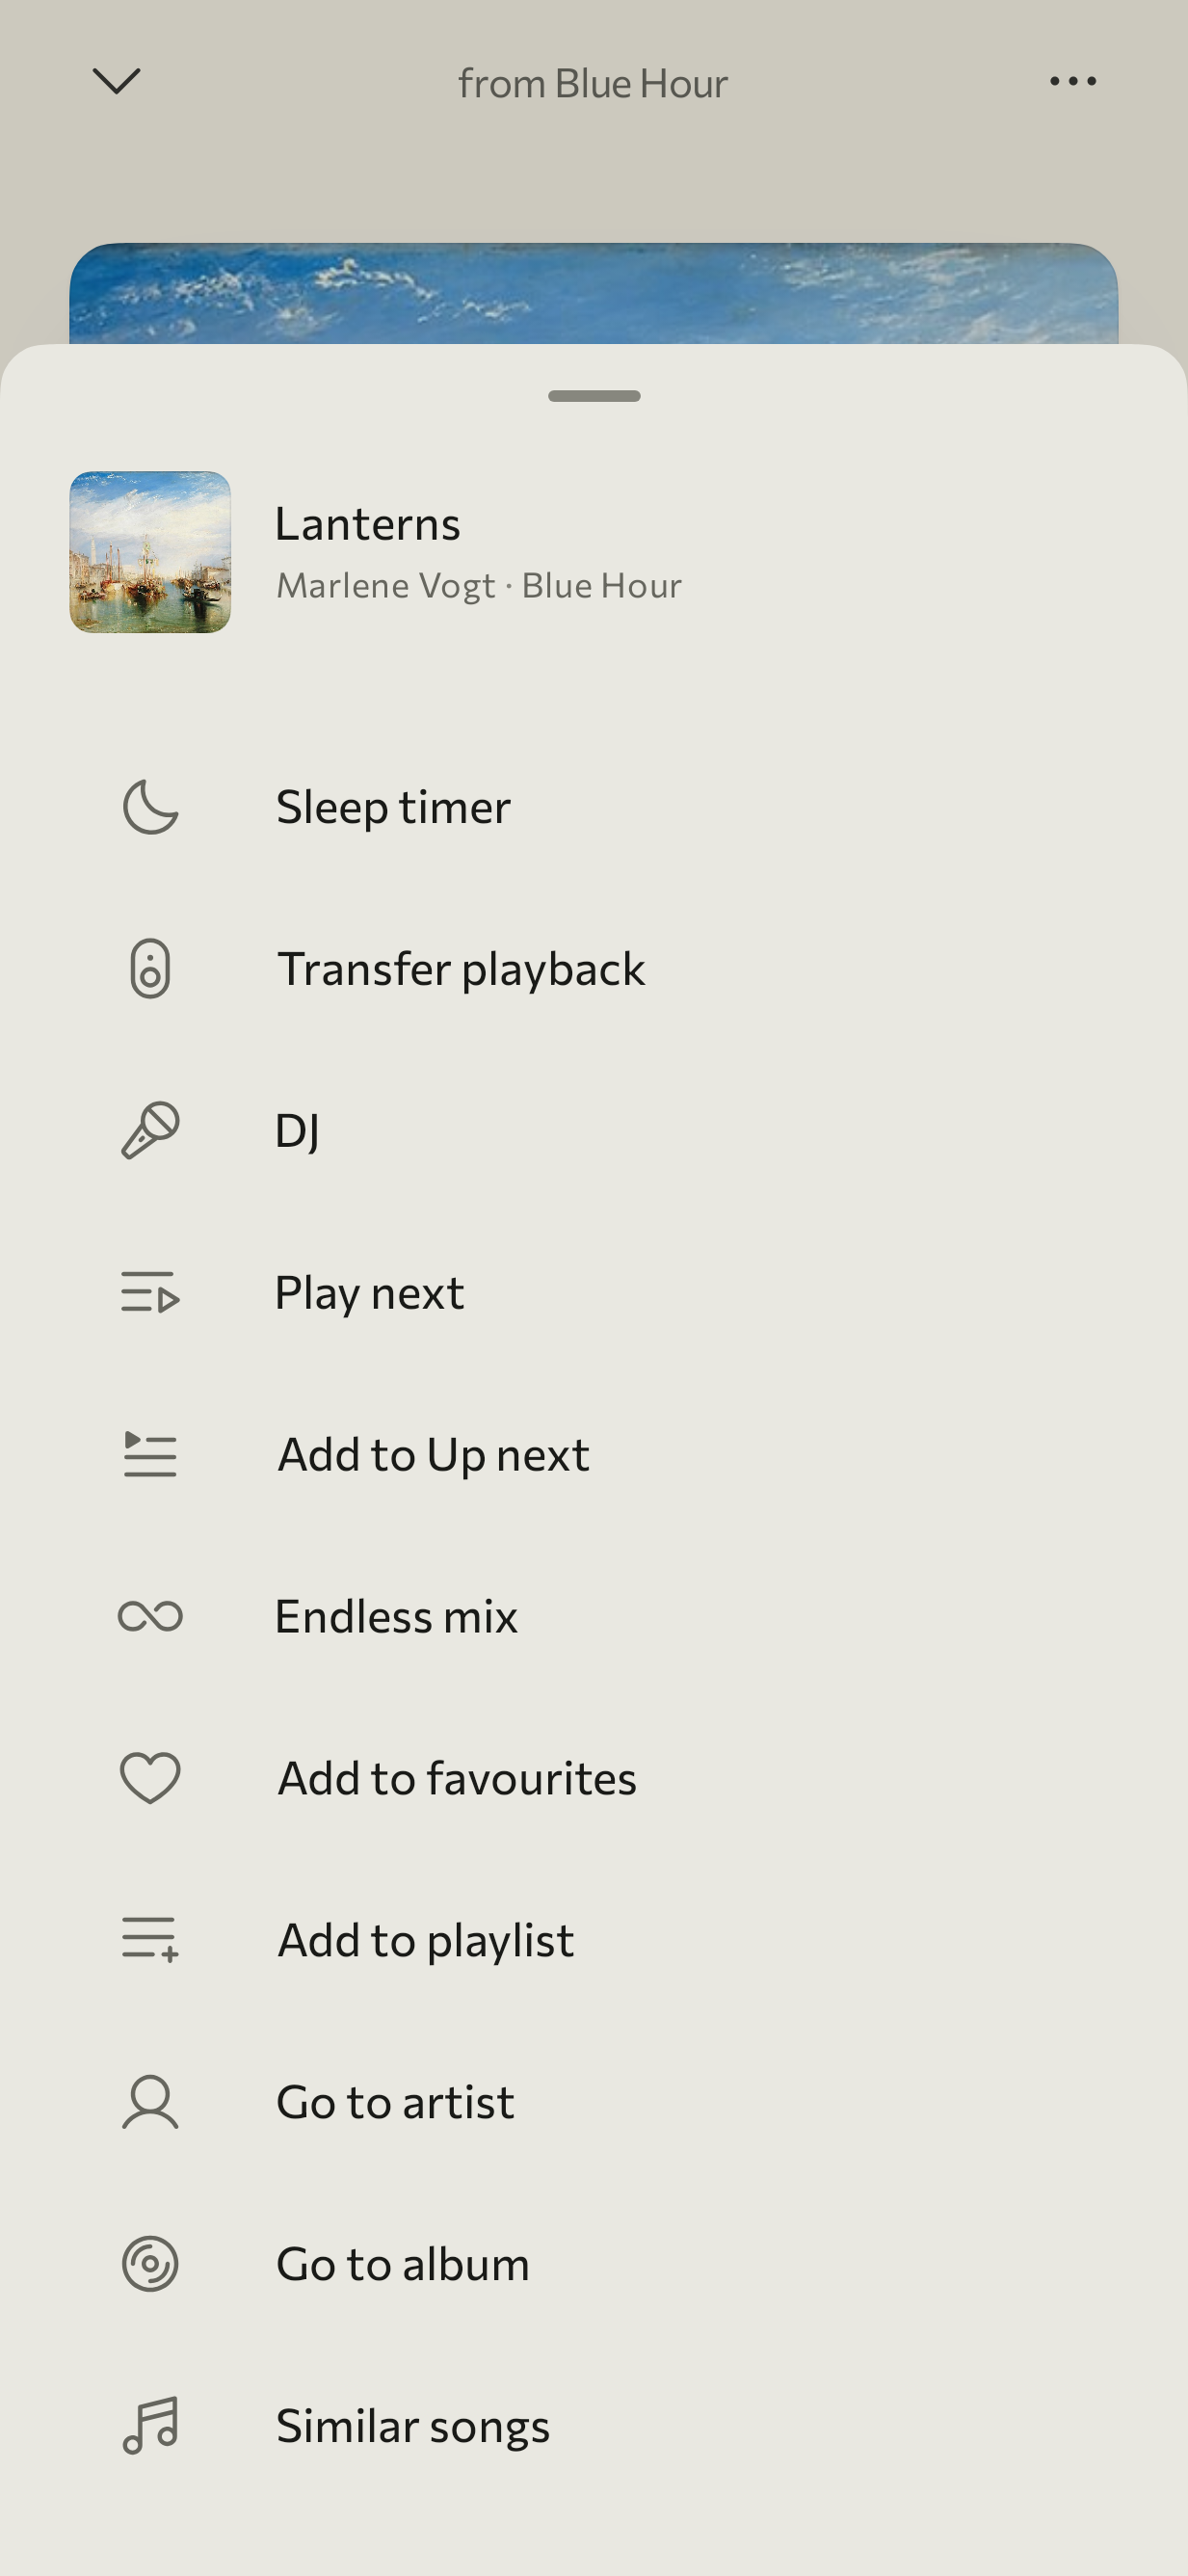 from Blue Hour
Lanterns
Marlene Vogt · Blue Hour
Sleep timer
Transfer playback
DJ
Play next
Add to Up next
Endless mix
Add to favourites
Add to playlist
Go to artist
Go to album
Similar songs